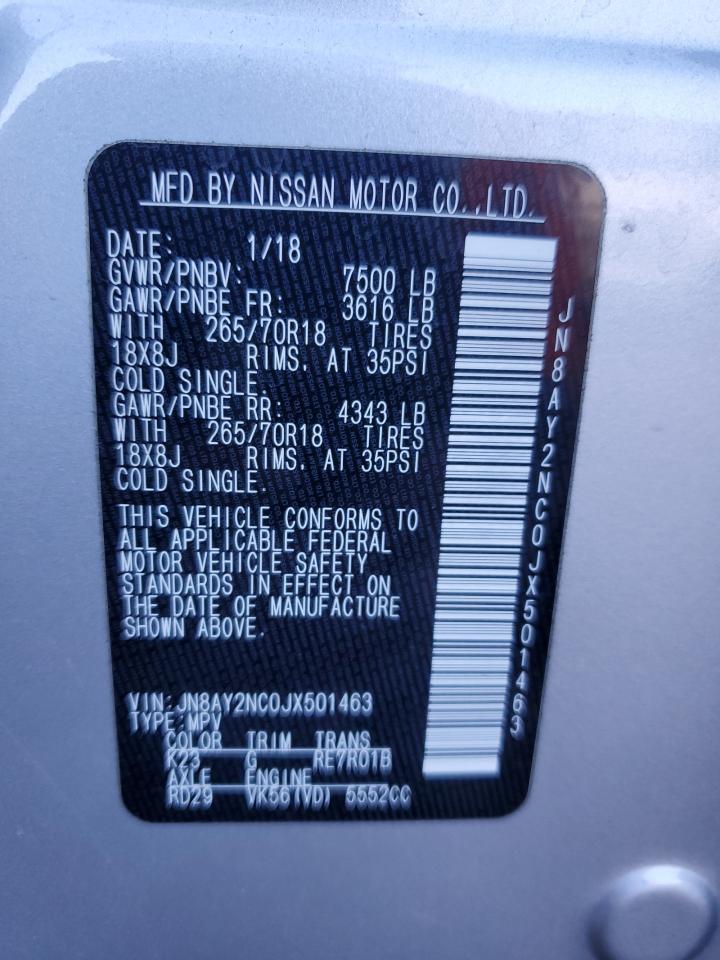 MFD BY NISSAN MOTOR CO.,LTD.
DATE: 1/18
GVWR/PNBV: 7500 LB
GAWR/PNBE FR: 3616 LB
WITH 265/70R18 TIRES
18X8J RIMS, AT 35PSI
COLD SINGLE.
GAWR/PNBE RR: 4343 LB
WITH 265/70R18 TIRES
18X8J RIMS, AT 35PSI
COLD SINGLE.
THIS VEHICLE CONFORMS TO
ALL APPLICABLE FEDERAL
MOTOR VEHICLE SAFETY
STANDARDS IN EFFECT ON
THE DATE OF MANUFACTURE
SHOWN ABOVE.
VIN:JN8AY2NC0JX501463
TYPE:MPV
COLOR TRIM TRANS
K23 G RE7R01B
AXLE ENGINE
RD29 VK56(VD) 5552CC
JN8AY2NC0JX501463